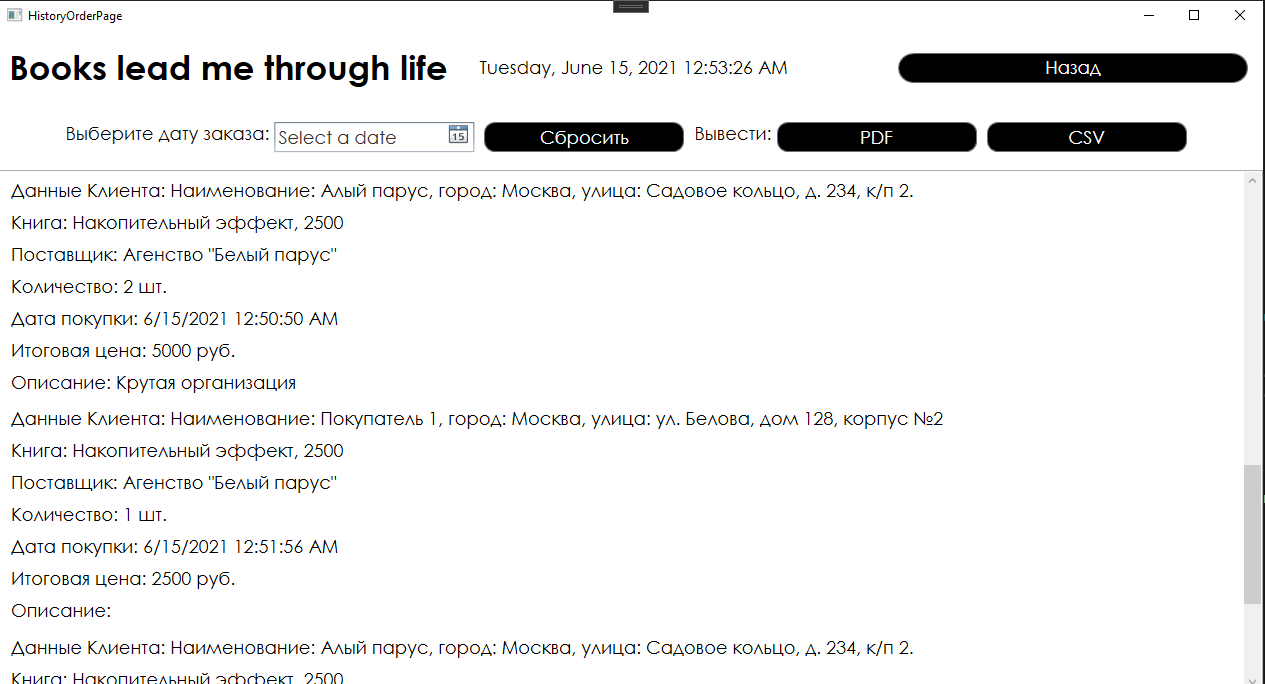 HistoryOrderPage
Books lead me through life
Tuesday, June 15, 2021 12:53:26 AM
Назад
Выберите дату заказа: Select a date 15 Сбросить Вывести: PDF CSV
Данные Клиента: Наименование: Алый парус, город: Москва, улица: Садовое кольцо, д. 234, к/п 2.
Книга: Накопительный эффект, 2500
Поставщик: Агенство "Белый парус"
Количество: 2 шт.
Дата покупки: 6/15/2021 12:50:50 AM
Итоговая цена: 5000 руб.
Описание: Крутая организация
Данные Клиента: Наименование: Покупатель 1, город: Москва, улица: ул. Белова, дом 128, корпус №2
Книга: Накопительный эффект, 2500
Поставщик: Агенство "Белый парус"
Количество: 1 шт.
Дата покупки: 6/15/2021 12:51:56 AM
Итоговая цена: 2500 руб.
Описание:
Данные Клиента: Наименование: Алый парус, город: Москва, улица: Садовое кольцо, д. 234, к/п 2.
Книга: Накопительный эффект, 2500